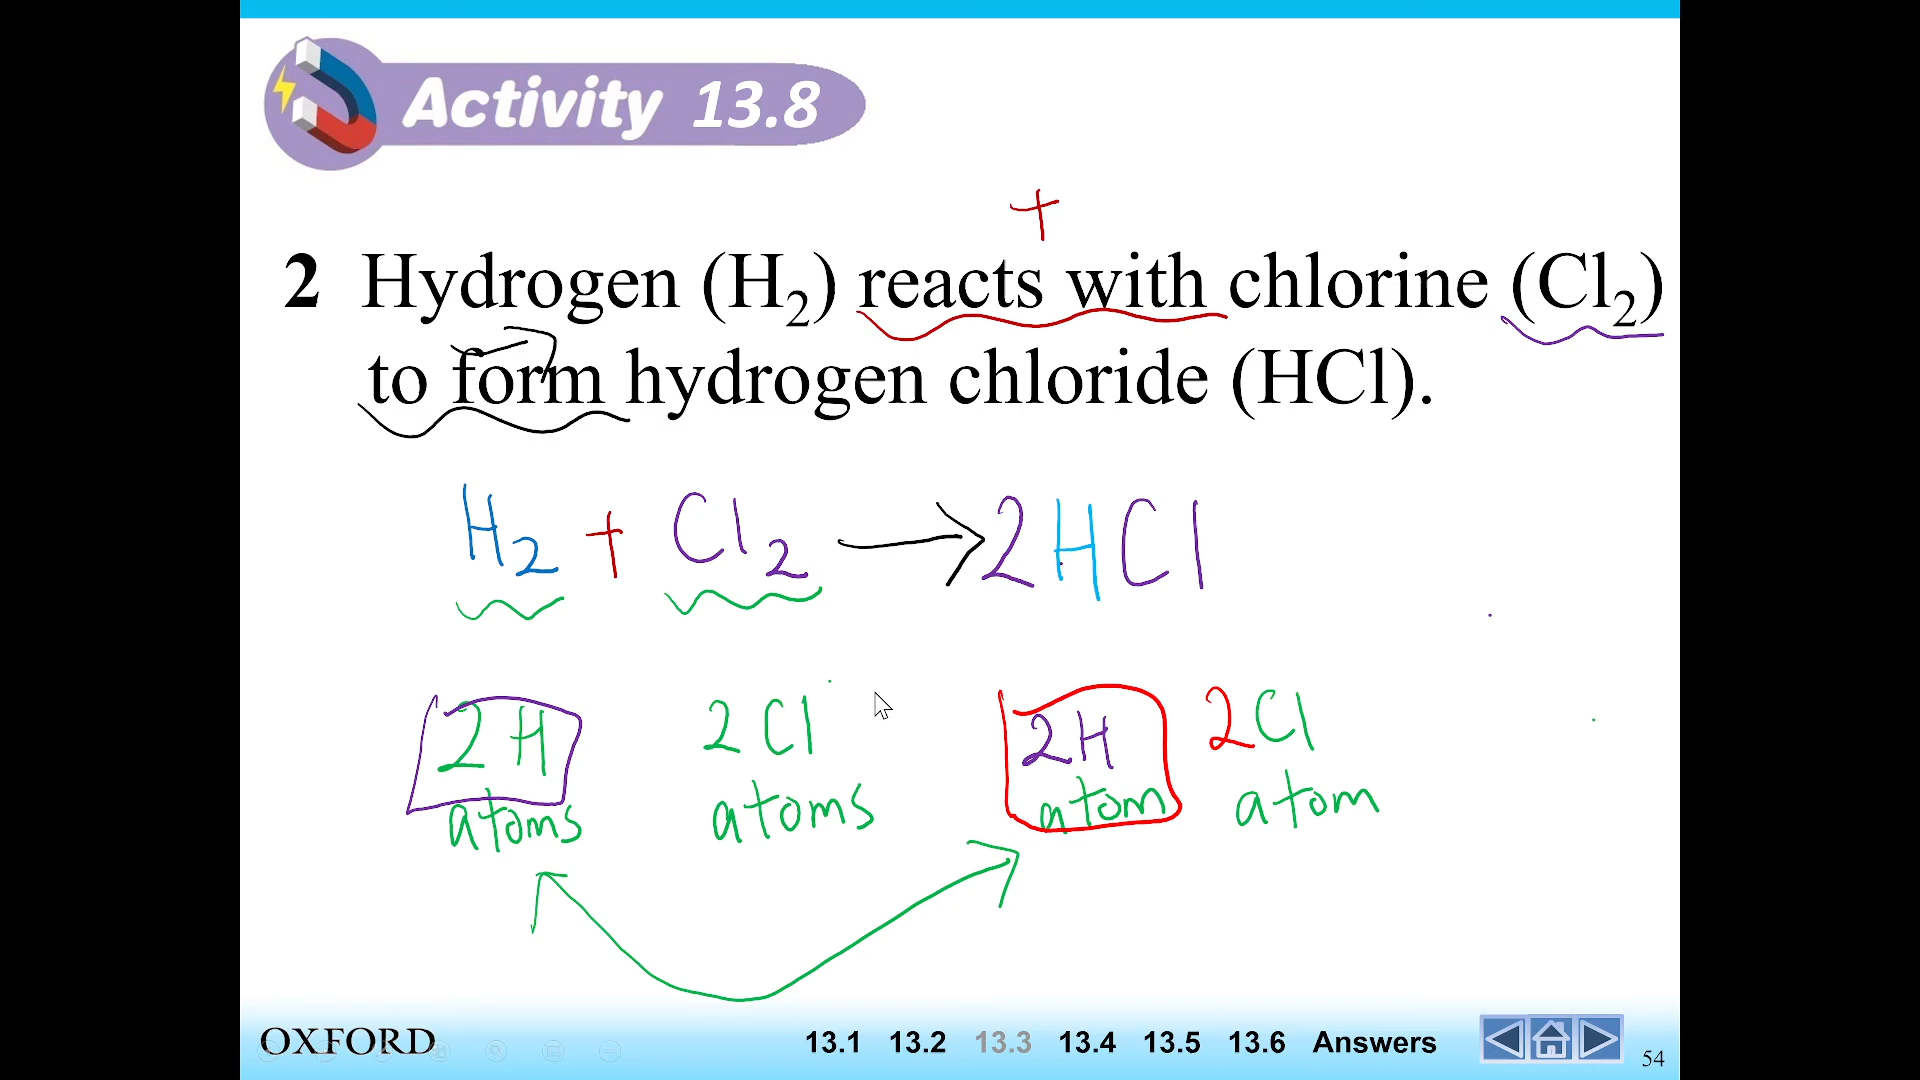 Activity 13.8
+
2 Hydrogen (H₂) reacts with chlorine (Cl₂)
to form hydrogen chloride (HCl).
H₂ + Cl₂ → 2HCl
2H 2Cl 2H 2Cl
atoms atoms atom atom
OXFORD 13.1 13.2 13.3 13.4 13.5 13.6 Answers 54